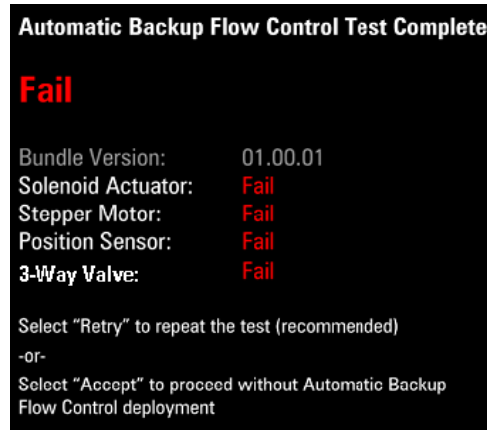 Automatic Backup Flow Control Test Complete
Fail
Bundle Version: 01.00.01
Solenoid Actuator: Fail
Stepper Motor: Fail
Position Sensor: Fail
3-Way Valve: Fail
Select “Retry” to repeat the test (recommended)
-or-
Select “Accept” to proceed without Automatic Backup
Flow Control deployment